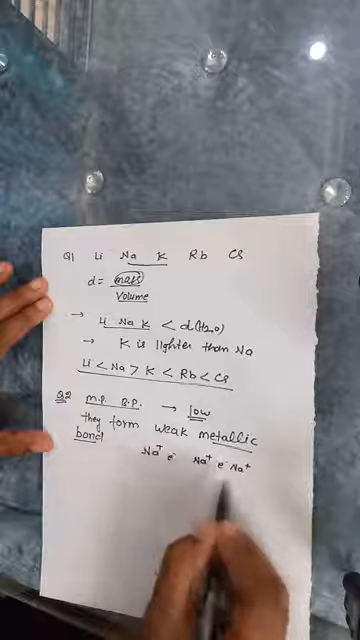 Q1 Li Na K Rb Cs
d = mass
Volume
→ Li Na K < d(H₂O)
→ K is lighter than Na
Li < Na > K < Rb < Cs
Q2 M.P. B.P. → low
they form weak metallic
bond Na⁺ e⁻ Na⁺ e⁻ Na⁺